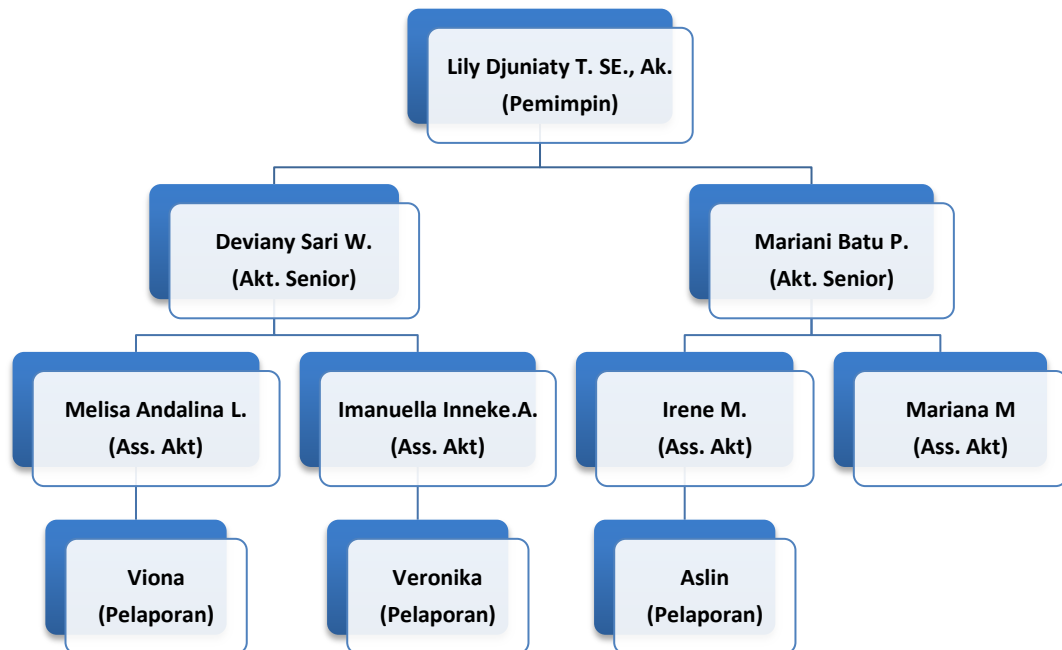 Lily Djuniaty T. SE., Ak.
(Pemimpin)
Deviany Sari W.
(Akt. Senior)
Mariani Batu P.
(Akt. Senior)
Melisa Andalina L.
(Ass. Akt)
Imanuella Inneke.A.
(Ass. Akt)
Irene M.
(Ass. Akt)
Mariana M
(Ass. Akt)
Viona
(Pelaporan)
Veronika
(Pelaporan)
Aslin
(Pelaporan)